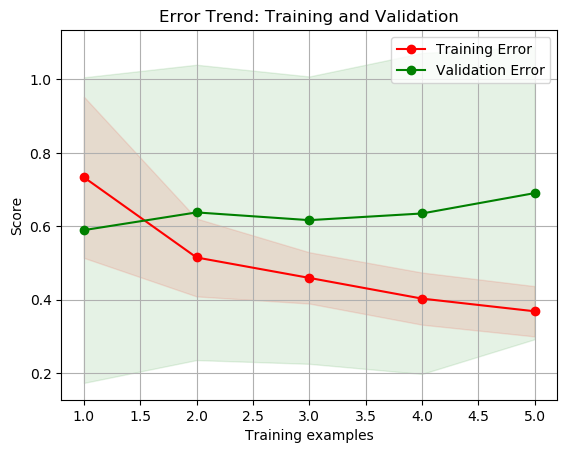 Error Trend: Training and Validation
Training Error
Validation Error
1.0
0.8
0.6
0.4
0.2
Score
1.0 1.5 2.0 2.5 3.0 3.5 4.0 4.5 5.0
Training examples